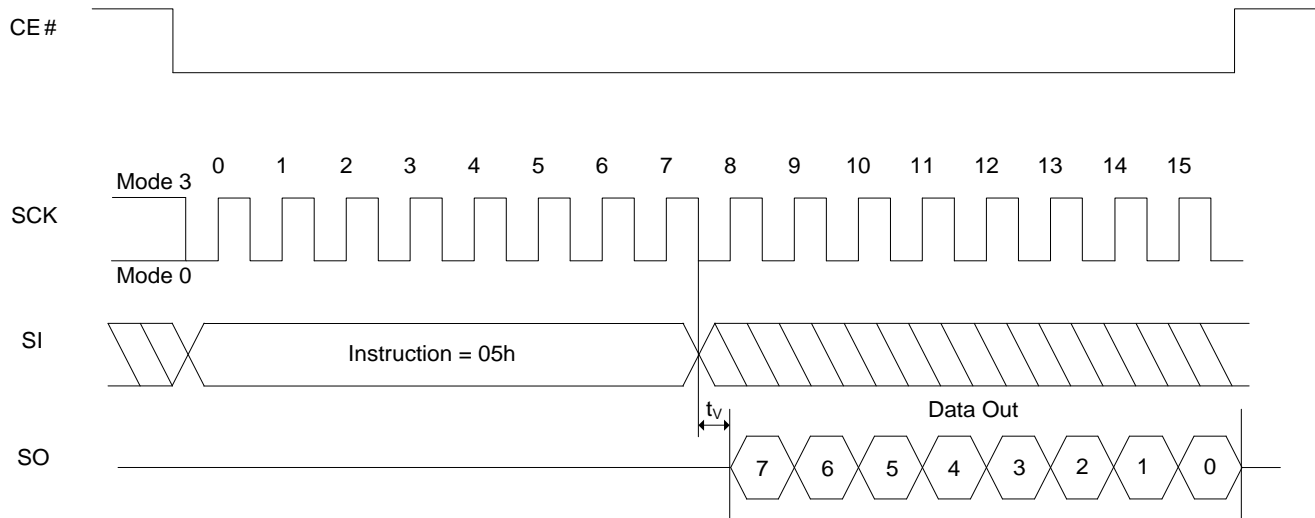 CE #
0 1 2 3 4 5 6 7 8 9 10 11 12 13 14 15
Mode 3
SCK
Mode 0
SI
Instruction = 05h
tV
Data Out
SO
7 6 5 4 3 2 1 0